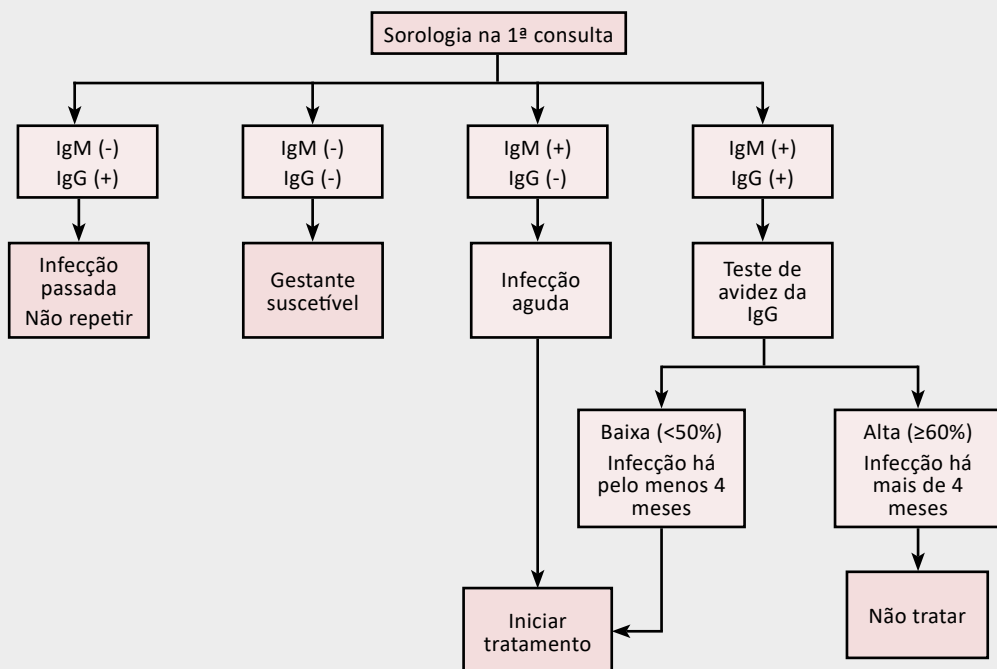 Sorologia na 1ª consulta
IgM (-)
IgG (+)
IgM (-)
IgG (-)
IgM (+)
IgG (-)
IgM (+)
IgG (+)
Infecção
passada
Não repetir
Gestante
suscetível
Infecção
aguda
Teste de
avidez da
IgG
Baixa (<50%)
Infecção há
pelo menos 4
meses
Alta (≥60%)
Infecção há
mais de 4
meses
Iniciar
tratamento
Não tratar